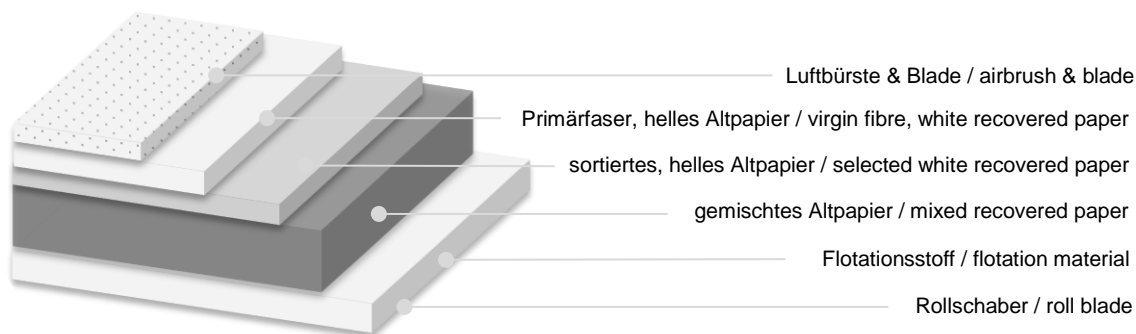 Luftbürste & Blade / airbrush & blade
Primärfaser, helles Altpapier / virgin fibre, white recovered paper
sortiertes, helles Altpapier / selected white recovered paper
gemischtes Altpapier / mixed recovered paper
Flotationsstoff / flotation material
Rollschaber / roll blade